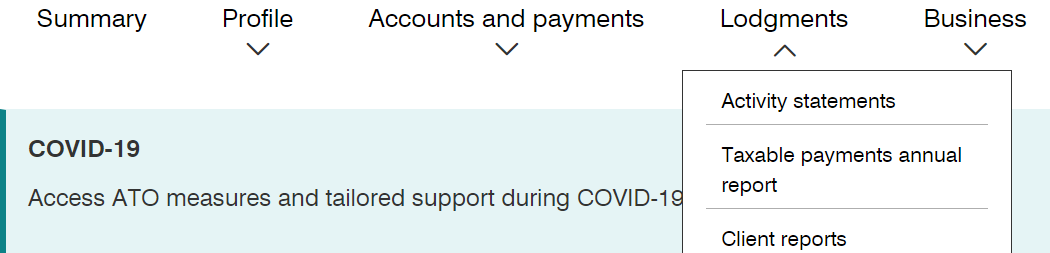 Summary Profile Accounts and payments Lodgments Business
Activity statements
Taxable payments annual
report
Client reports
COVID-19
Access ATO measures and tailored support during COVID-19